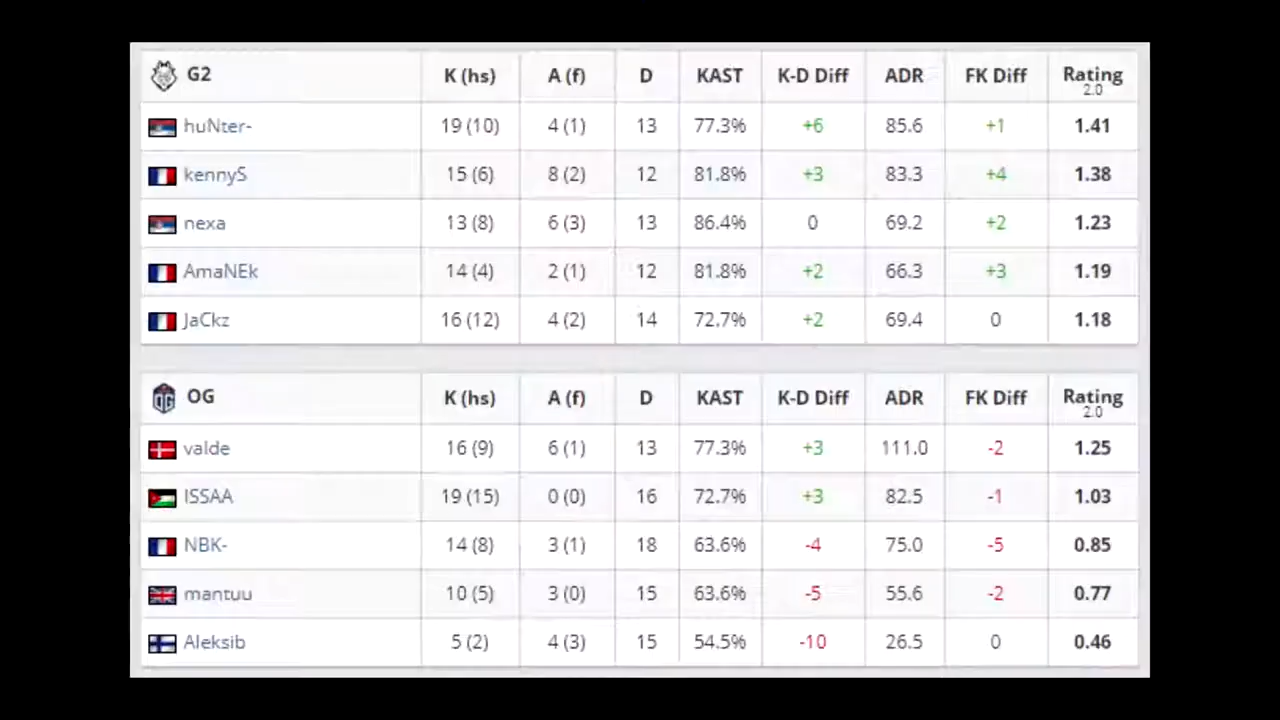 G2 K (hs) A (f) D KAST K-D Diff ADR FK Diff Rating 2.0
huNter- 19 (10) 4 (1) 13 77.3% +6 85.6 +1 1.41
kennyS 15 (6) 8 (2) 12 81.8% +3 83.3 +4 1.38
nexa 13 (8) 6 (3) 13 86.4% 0 69.2 +2 1.23
AmaNEk 14 (4) 2 (1) 12 81.8% +2 66.3 +3 1.19
JaCkz 16 (12) 4 (2) 14 72.7% +2 69.4 0 1.18
OG K (hs) A (f) D KAST K-D Diff ADR FK Diff Rating 2.0
valde 16 (9) 6 (1) 13 77.3% +3 111.0 -2 1.25
ISSAA 19 (15) 0 (0) 16 72.7% +3 82.5 -1 1.03
NBK- 14 (8) 3 (1) 18 63.6% -4 75.0 -5 0.85
mantuu 10 (5) 3 (0) 15 63.6% -5 55.6 -2 0.77
Aleksib 5 (2) 4 (3) 15 54.5% -10 26.5 0 0.46